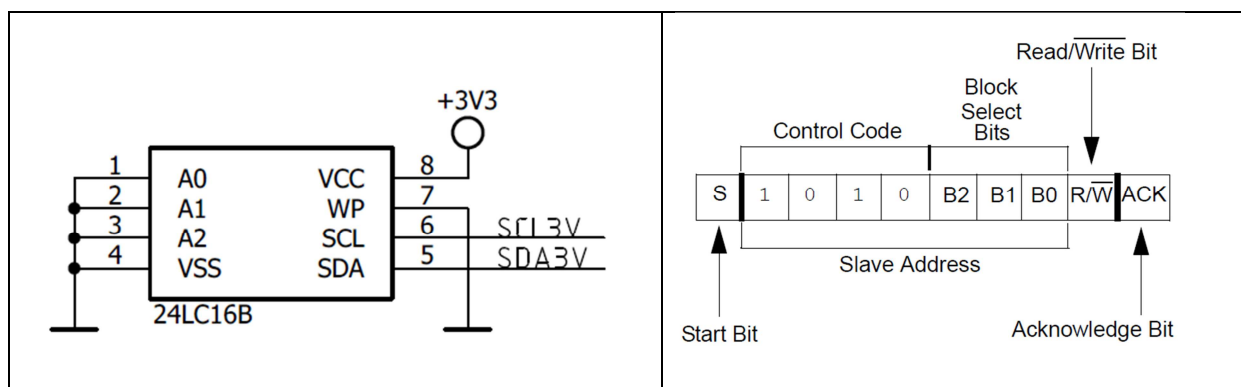 +3V3
1 A0 VCC 8
2 A1 WP 7
3 A2 SCL 6 SCL3V
4 VSS SDA 5 SDA3V
24LC16B
Read/Write Bit
Block
Select
Bits
Control Code
S 1 0 1 0 B2 B1 B0 R/W ACK
Slave Address
Start Bit
Acknowledge Bit